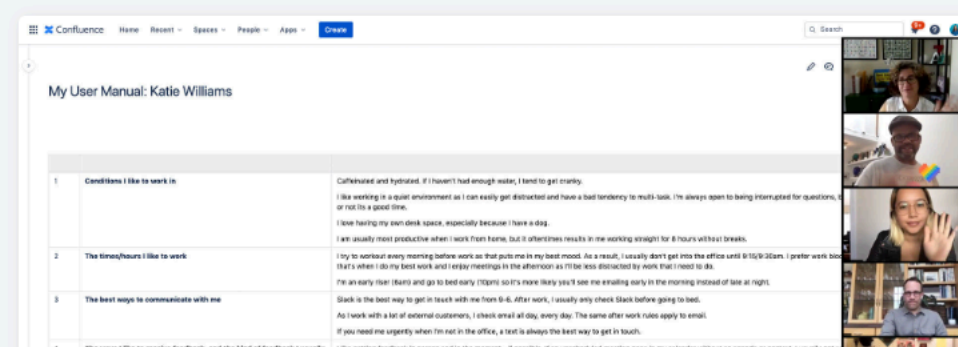 Confluence Home Recent Spaces People Apps Create Search 9+
My User Manual: Katie Williams
1 Conditions I like to work in Caffeinated and hydrated. If I haven't had enough water, I tend to get cranky.
I like working in a quiet environment as I can easily get distracted and have a bad tendency to multi-task. I'm always open to being interrupted for questions,
or not its a good time.
I love having my own desk space, especially because I have a dog.
I am usually most productive when I work from home, but it oftentimes results in me working straight for 8 hours without breaks.
2 The times/hours I like to work I try to workout every morning before work as that puts me in my best mood. As a result, I usually don't get into the office until 9:15/9:30am. I prefer work
that's when I do my best work and I enjoy meetings in the afternoon as I'll be less distracted by work that I need to do.
I'm an early riser (6am) and go to bed early (10pm) so it's more likely you'll see me emailing early in the morning instead of late at night.
3 The best ways to communicate with me Slack is the best way to get in touch with me from 9-6. After work, I usually only check Slack before going to bed.
As I work with a lot of external customers, I check email all day, every day. The same after work rules apply to email.
If you need me urgently when I'm not in the office, a text is always the best way to get in touch.